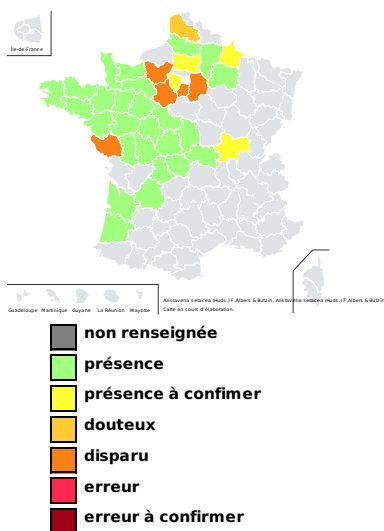 Île-de-France
Guadeloupe Martinique Guyane La Réunion Mayotte
Aristavena setacea (Huds.) F.Albers & Butzin, Aristavena setacea (Huds.) F.Albers & Butzin
Carte en cours d'élaboration.
non renseignée
présence
présence à confimer
douteux
disparu
erreur
erreur à confirmer